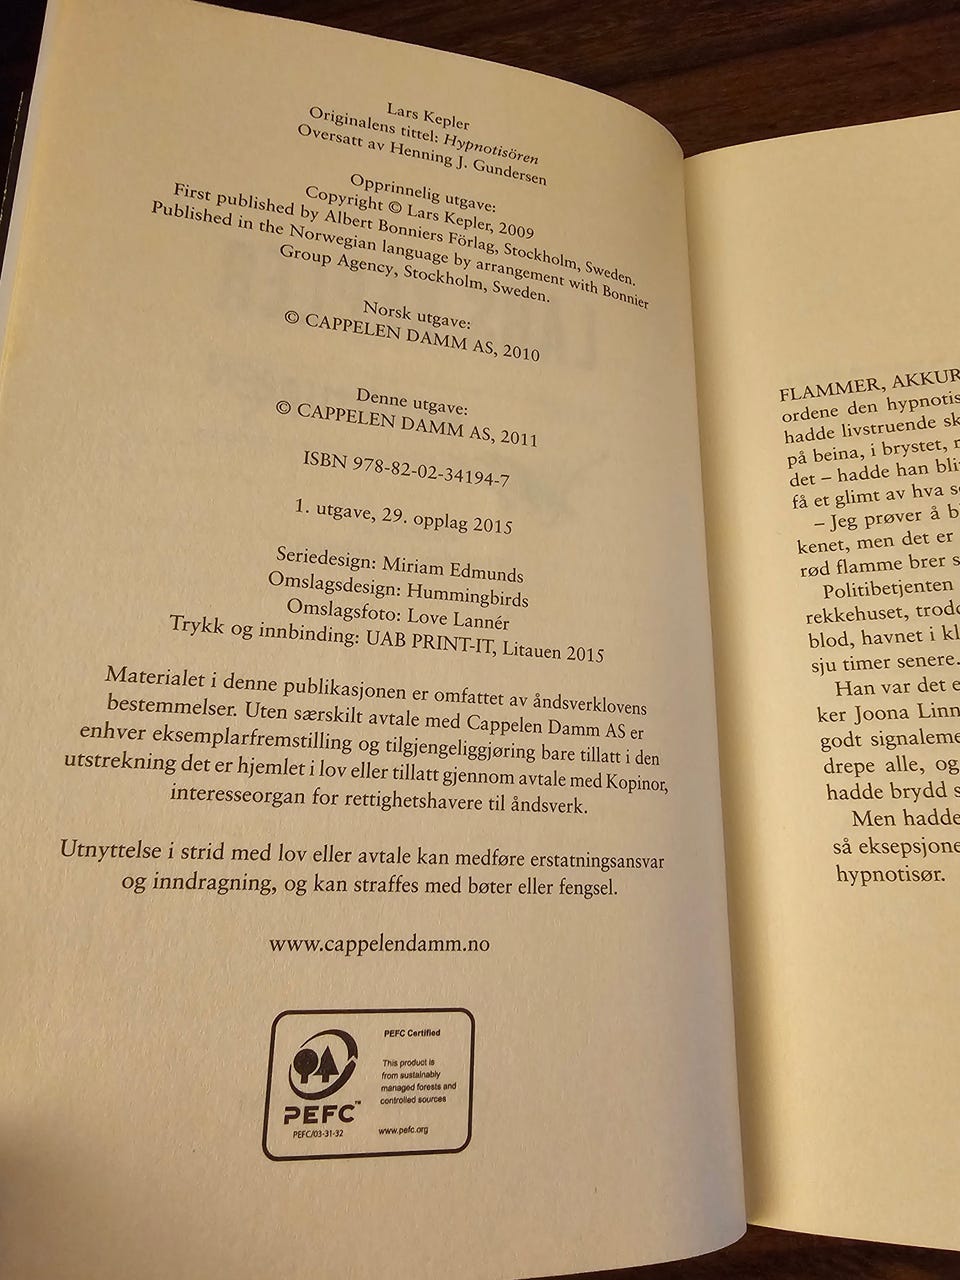 Lars Kepler
Originalens tittel: Hypnotisören
Oversatt av Henning J. Gundersen
Opprinnelig utgave:
Copyright © Lars Kepler, 2009
First published by Albert Bonniers Förlag, Stockholm, Sweden.
Published in the Norwegian language by arrangement with Bonnier
Group Agency, Stockholm, Sweden.
Norsk utgave:
© CAPPELEN DAMM AS, 2010
Denne utgave:
© CAPPELEN DAMM AS, 2011
ISBN 978-82-02-34194-7
1. utgave, 29. opplag 2015
Seriedesign: Miriam Edmunds
Omslagsdesign: Hummingbirds
Omslagsfoto: Love Lannér
Trykk og innbinding: UAB PRINT-IT, Litauen 2015
Materialet i denne publikasjonen er omfattet av åndsverklovens
bestemmelser. Uten særskilt avtale med Cappelen Damm AS er
enhver eksemplarfremstilling og tilgjengeliggjøring bare tillatt i den
utstrekning det er hjemlet i lov eller tillatt gjennom avtale med Kopinor,
interesseorgan for rettighetshavere til åndsverk.
Utnyttelse i strid med lov eller avtale kan medføre erstatningsansvar
og inndragning, og kan straffes med bøter eller fengsel.
www.cappelendamm.no
PEFC™
PEFC/03-31-32
PEFC Certified
This product is
from sustainably
managed forests and
controlled sources
www.pefc.org
FLAMMER, AKKUR
ordene den hypnotis
hadde livstruende sk
på beina, i brystet,
det – hadde han bli
få et glimt av hva s
– Jeg prøver å b
kenet, men det er
rød flamme brer s
Politibetjenten
rekkehuset, trodd
blod, havnet i kl
sju timer senere.
Han var det e
ker Joona Linn
godt signaleme
drepe alle, og
hadde brydd s
Men hadde
så eksepsjone
hypnotisør.